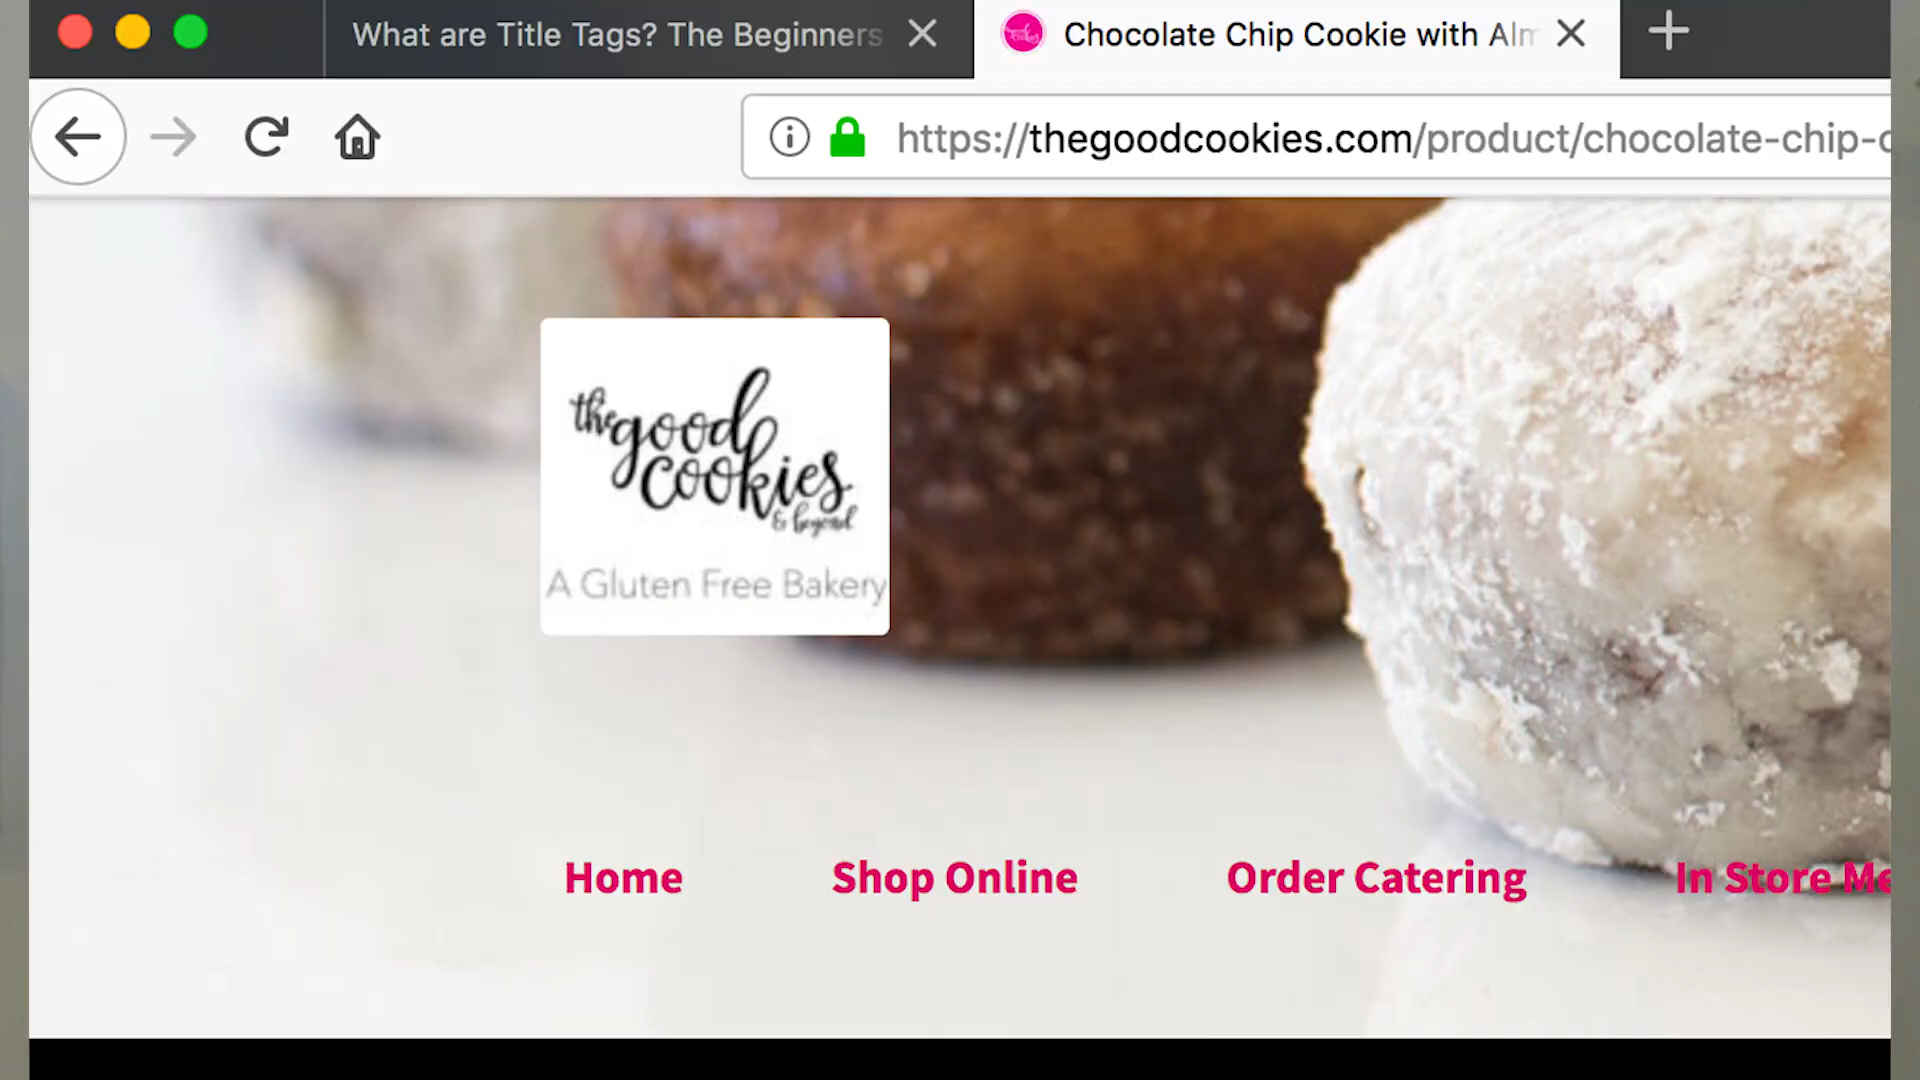 What are Title Tags? The Beginners
Chocolate Chip Cookie with Alm
https://thegoodcookies.com/product/chocolate-chip-c
the good
cookies
& beyond
A Gluten Free Bakery
Home
Shop Online
Order Catering
In Store Me